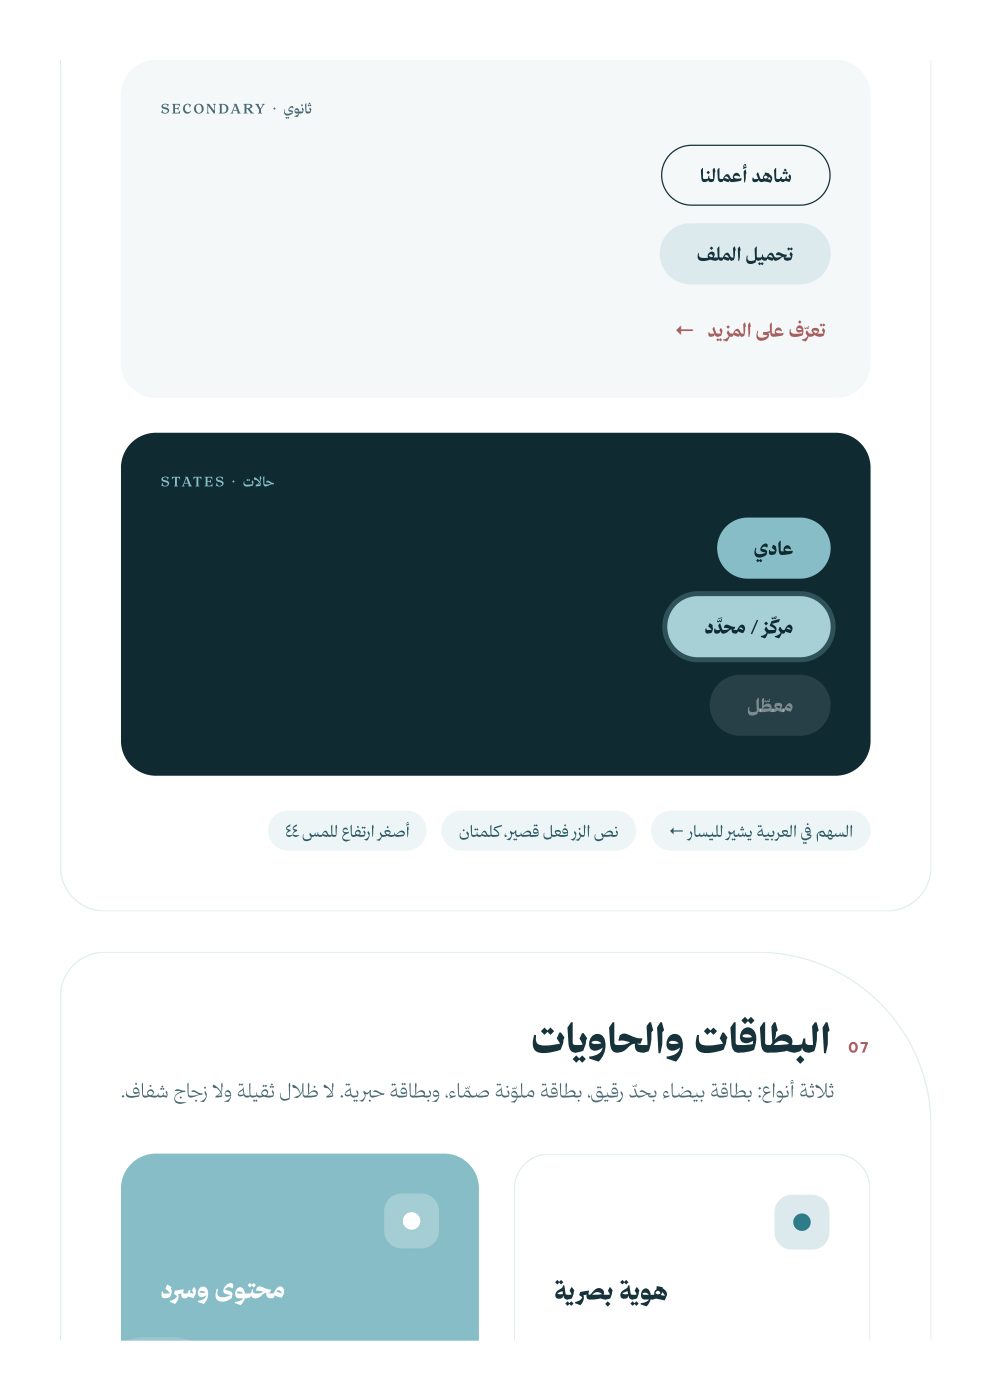 SECONDARY · ثانوي
شاهد أعمالنا
تحميل الملف
تعرّف على المزيد ←
STATES · حالات
عادي
مركّز / محدَّد
معطّل
السهم في العربية يشير لليسار ←
نص الزر فعل قصير، كلمتان
أصغر ارتفاع للمس ٤٤
07 البطاقات والحاويات
ثلاثة أنواع: بطاقة بيضاء بحدّ رقيق، بطاقة ملوّنة صمّاء، وبطاقة حبرية. لا ظلال ثقيلة ولا زجاج شفاف.
هوية بصرية
محتوى وسرد